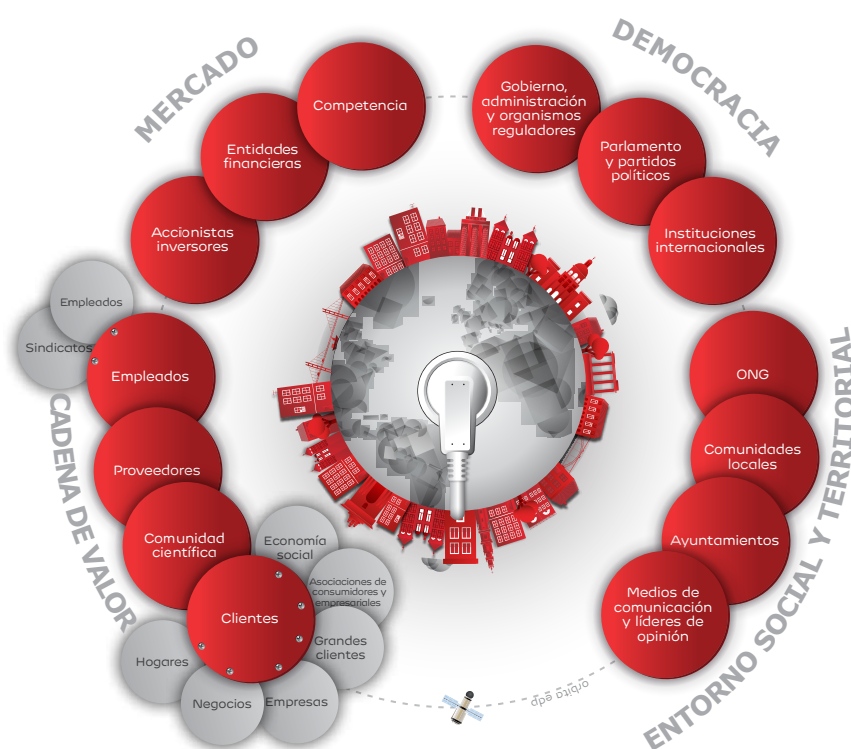 MERCADO
Competencia
Entidades
financieras
Accionistas
inversores
DEMOCRACIA
Gobierno,
administración
y organismos
reguladores
Parlamento
y partidos
políticos
Instituciones
internacionales
CADENA DE VALOR
Empleados
Sindicatos
Empleados
Proveedores
Comunidad
científica
Clientes
Economía
social
Asociaciones de
consumidores y
empresariales
Grandes
clientes
Empresas
Negocios
Hogares
ENTORNO SOCIAL Y TERRITORIAL
ONG
Comunidades
locales
Ayuntamientos
Medios de
comunicación
y líderes de
opinión
orbita edp